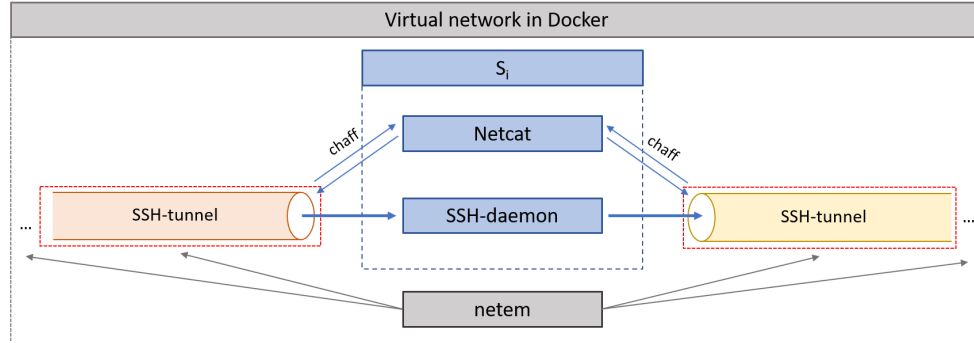 Virtual network in Docker
Si
chaff
Netcat
chaff
...
SSH-tunnel
SSH-daemon
SSH-tunnel
...
netem